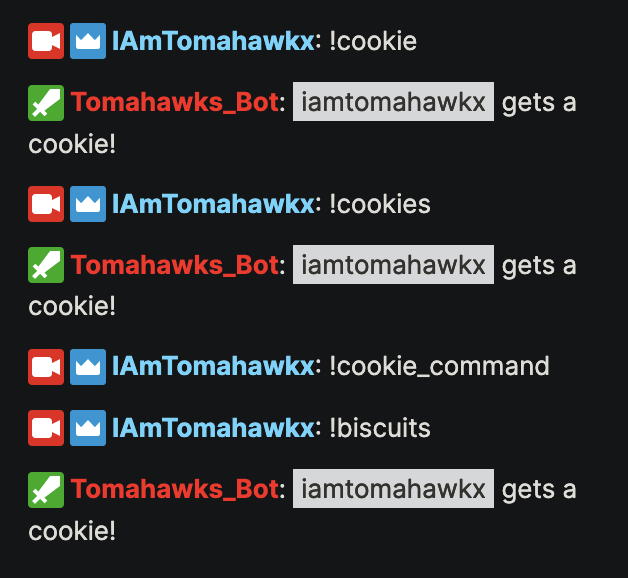 IAmTomahawkx: !cookie
Tomahawks_Bot: iamtomahawkx gets a
cookie!
IAmTomahawkx: !cookies
Tomahawks_Bot: iamtomahawkx gets a
cookie!
IAmTomahawkx: !cookie_command
IAmTomahawkx: !biscuits
Tomahawks_Bot: iamtomahawkx gets a
cookie!